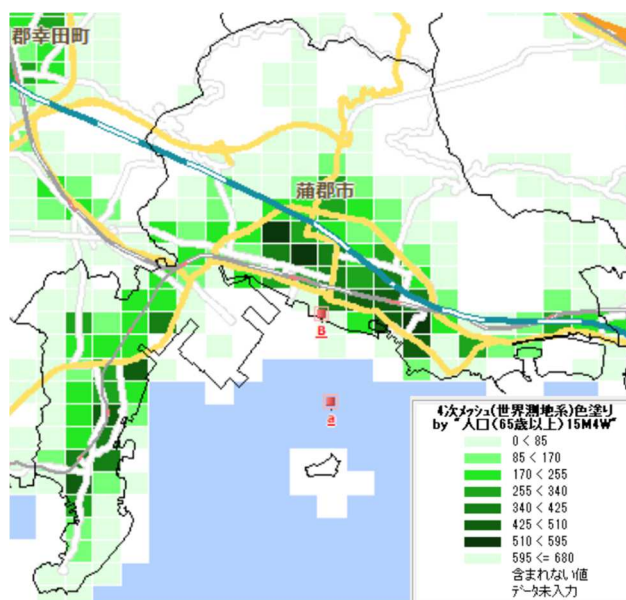 郡幸田町
蒲郡市
B
a
4次メッシュ(世界測地系)色塗り
by "人口(65歳以上)15M4W"
0 < 85
85 < 170
170 < 255
255 < 340
340 < 425
425 < 510
510 < 595
595 <= 680
含まれない値
データ未入力